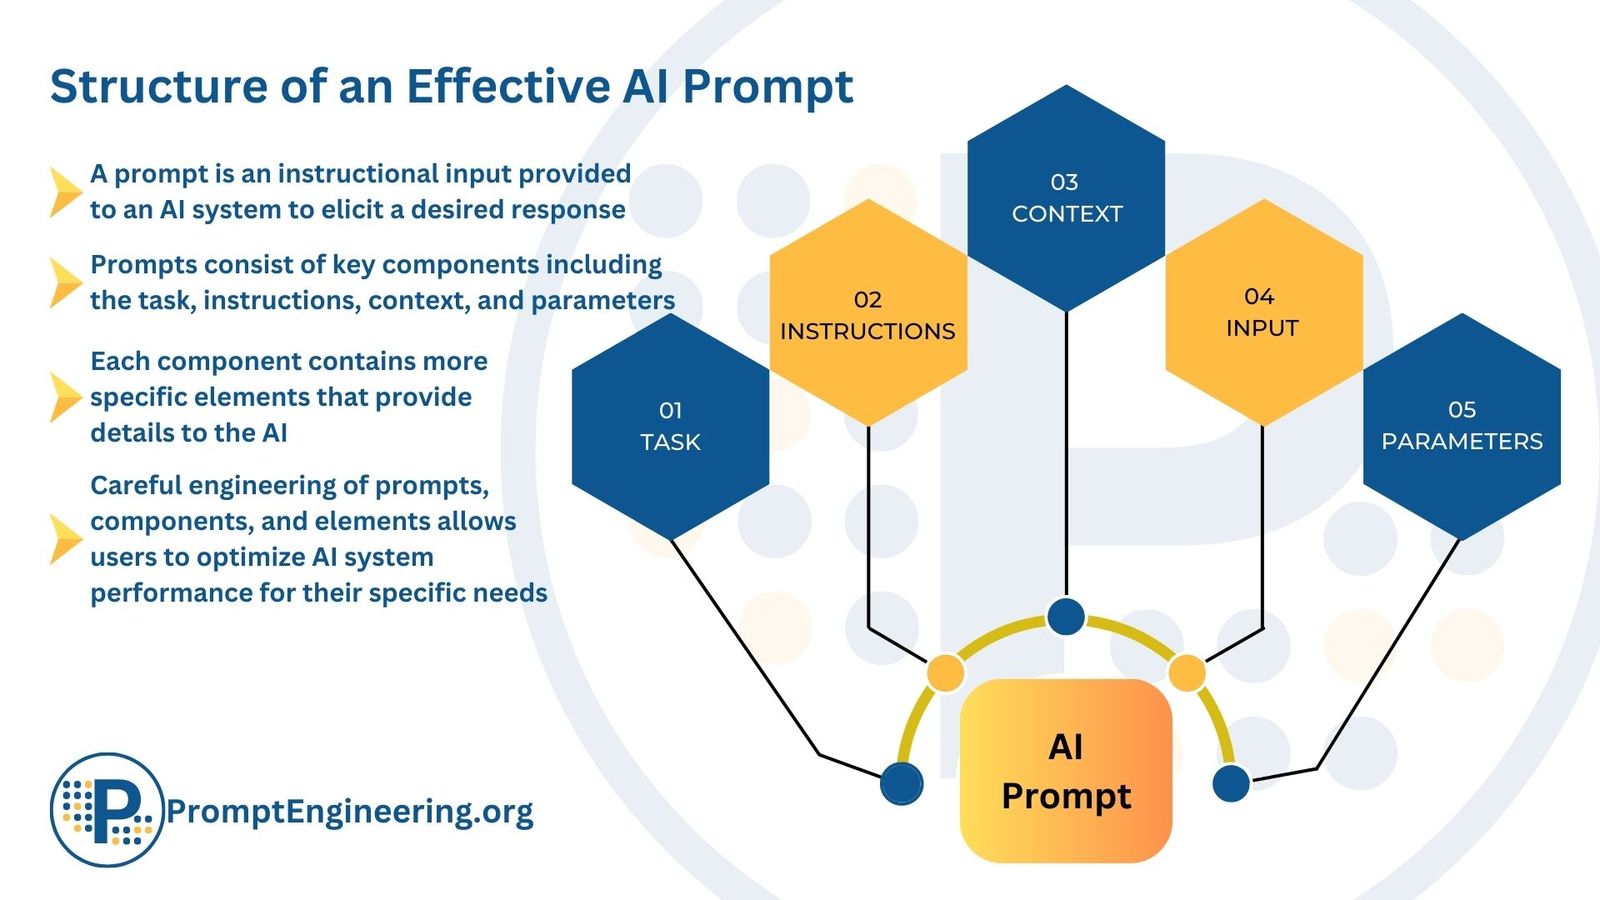 Structure of an Effective AI Prompt
A prompt is an instructional input provided
to an AI system to elicit a desired response
Prompts consist of key components including
the task, instructions, context, and parameters
Each component contains more
specific elements that provide
details to the AI
Careful engineering of prompts,
components, and elements allows
users to optimize AI system
performance for their specific needs
01
TASK
02
INSTRUCTIONS
03
CONTEXT
04
INPUT
05
PARAMETERS
AI
Prompt
P
PromptEngineering.org